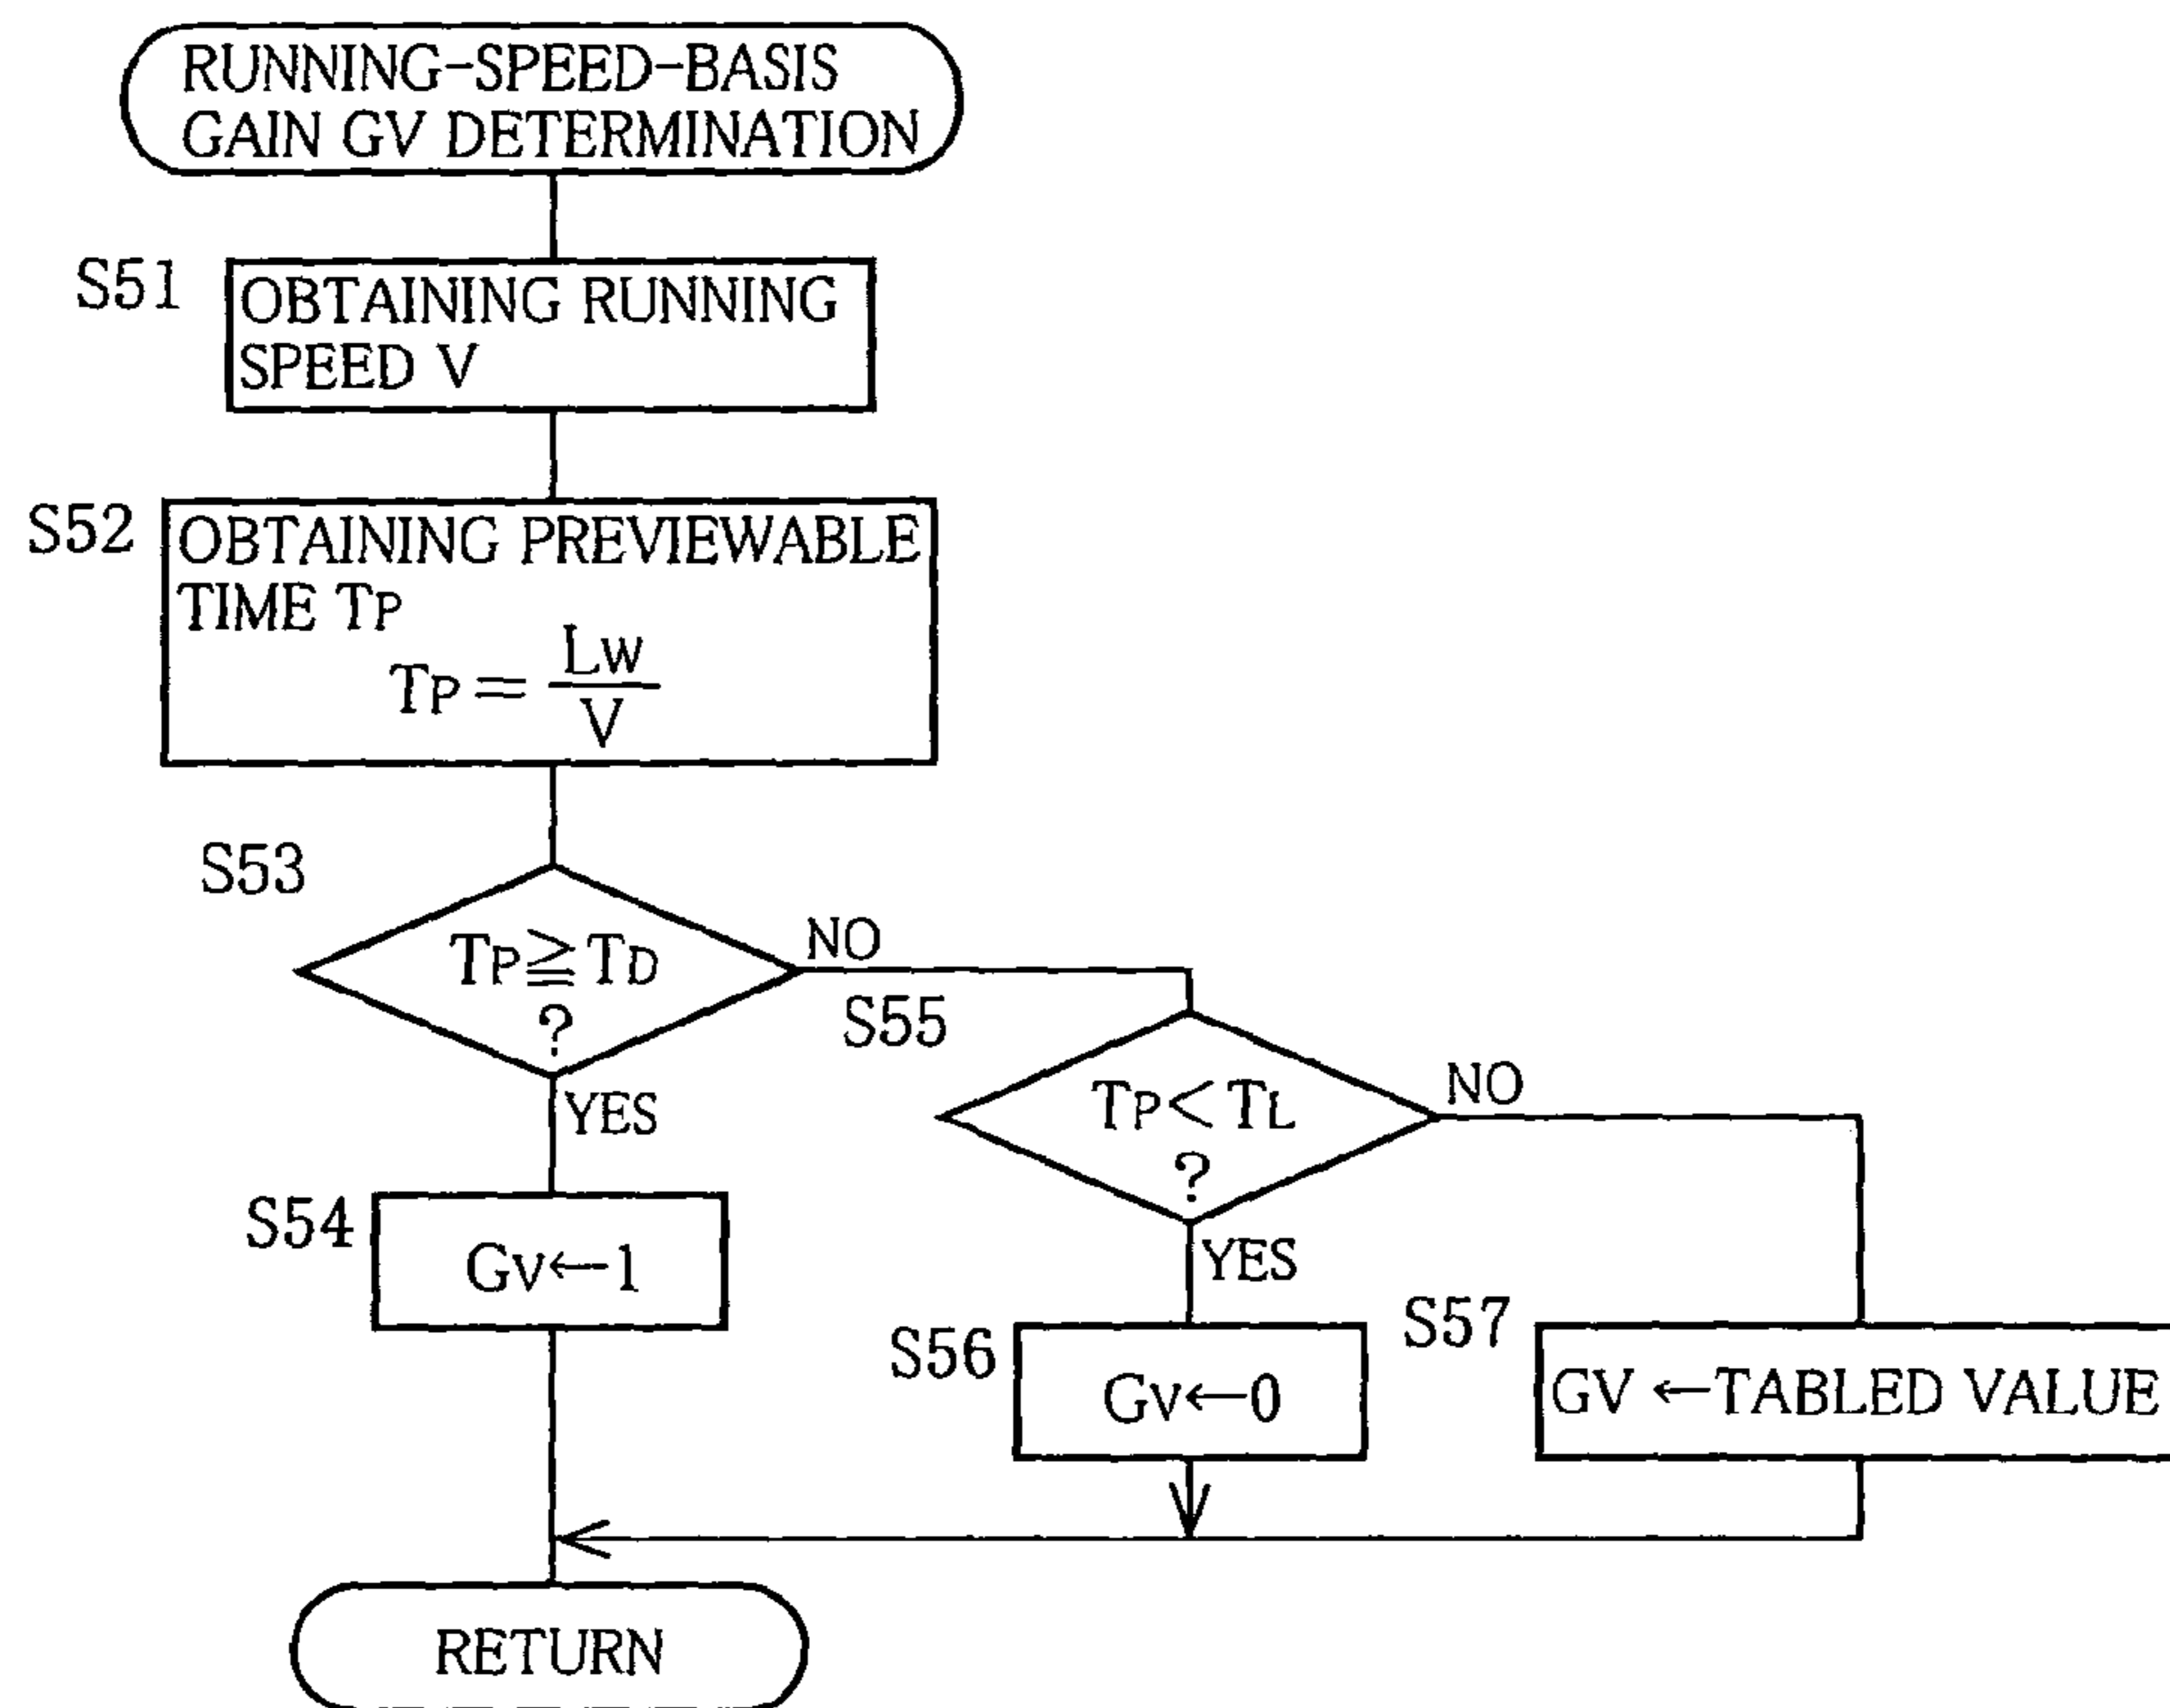 RUNNING-SPEED-BASIS
GAIN GV DETERMINATION
S51
OBTAINING RUNNING
SPEED V
S52
OBTAINING PREVIEWABLE
TIME TP
TP = LW / V
S53
TP≧TD
?
NO
YES
S54
GV←1
S55
TP<TL
?
NO
YES
S56
GV←0
S57
GV ←TABLED VALUE
RETURN